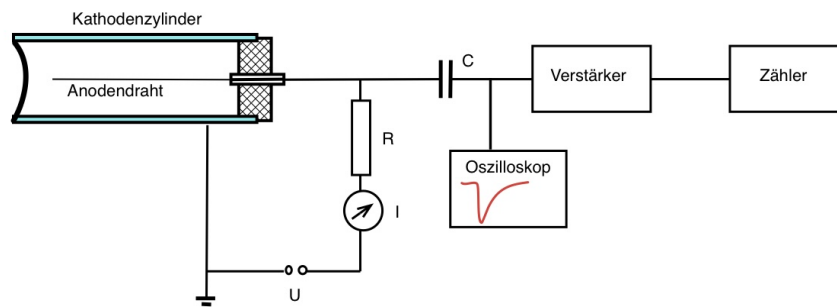 Kathodenzylinder
Anodendraht
C
Verstärker
Zähler
R
Oszilloskop
I
U